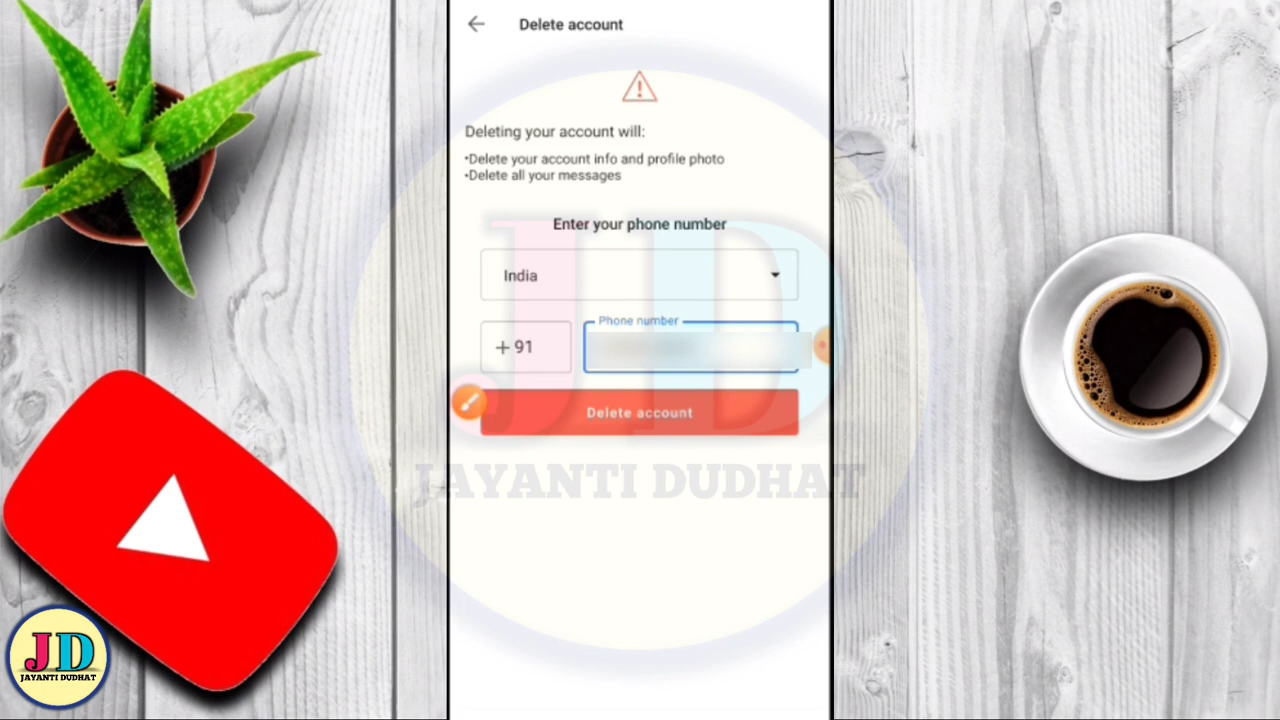 Delete account
Deleting your account will:
•Delete your account info and profile photo
•Delete all your messages
Enter your phone number
India
Phone number
+ 91
Delete account
JD
JAYANTI DUDHAT
JD
JAYANTI DUDHAT